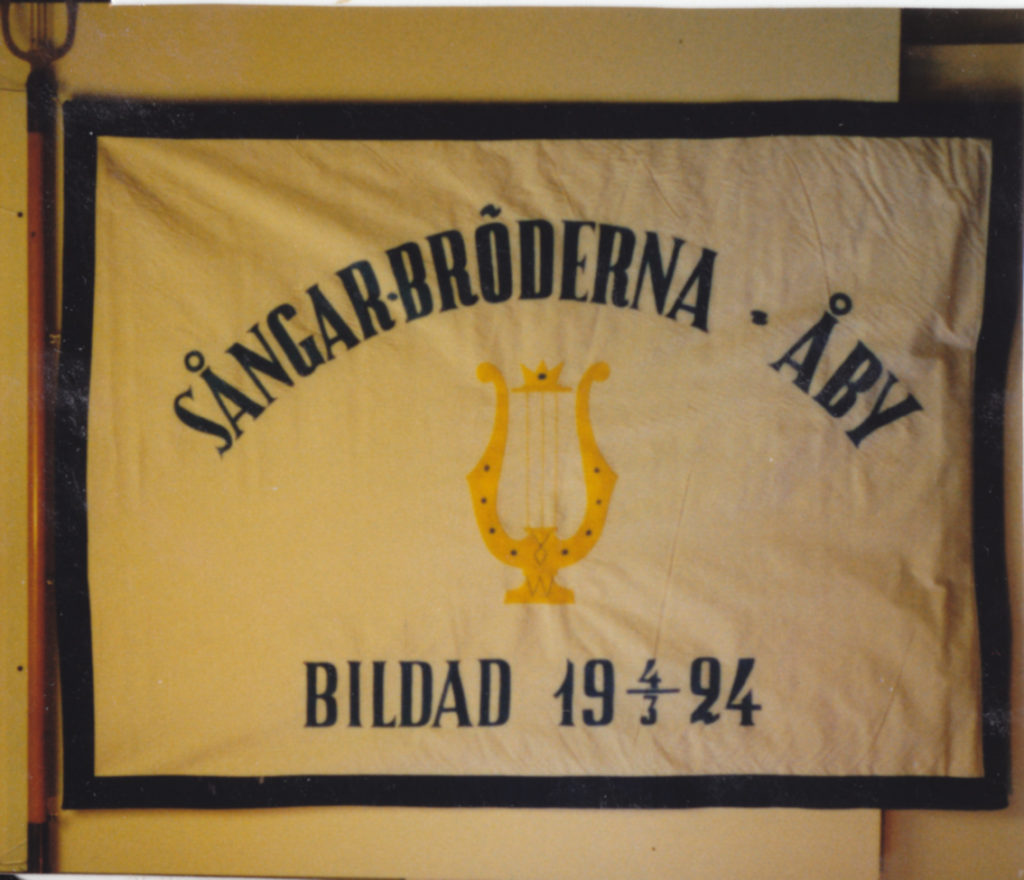 SÅNGAR-BRÕDERNA - ÅBY
BILDAD 19 4/3 24